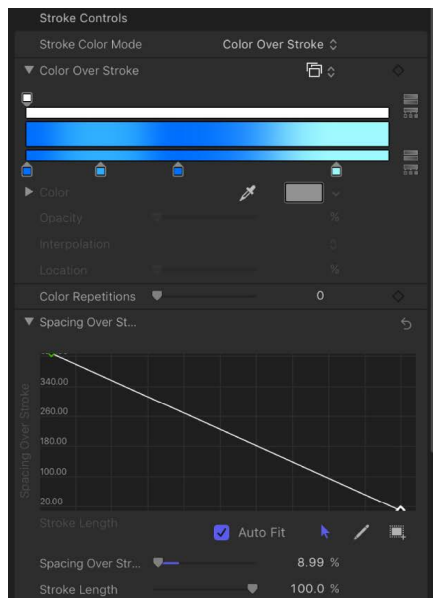 Stroke Controls
Stroke Color Mode Color Over Stroke
Color Over Stroke
Color
Opacity %
Interpolation
Location %
Color Repetitions 0
Spacing Over St...
340.00
260.00
180.00
100.00
20.00
Spacing Over Stroke
Stroke Length
Auto Fit
Spacing Over Str... 8.99 %
Stroke Length 100.0 %